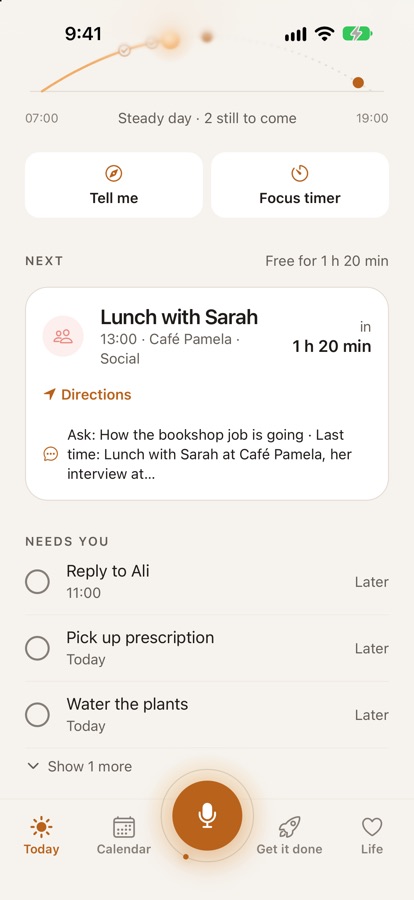 9:41
07:00
Steady day · 2 still to come
19:00
Tell me
Focus timer
NEXT
Free for 1 h 20 min
Lunch with Sarah
13:00 · Café Pamela ·
Social
in
1 h 20 min
Directions
Ask: How the bookshop job is going · Last
time: Lunch with Sarah at Café Pamela, her
interview at...
NEEDS YOU
Reply to Ali
11:00
Later
Pick up prescription
Today
Later
Water the plants
Today
Later
Show 1 more
Today
Calendar
Get it done
Life